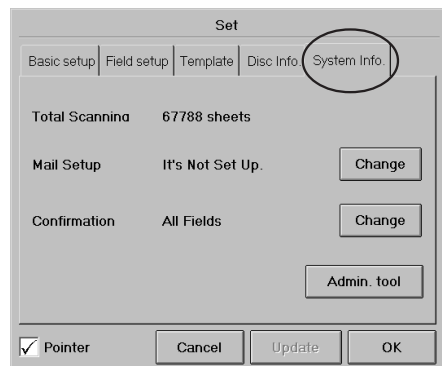 Set
Basic setup Field setup Template Disc Info. System Info.
Total Scanning 67788 sheets
Mail Setup It's Not Set Up. Change
Confirmation All Fields Change
Admin. tool
Pointer Cancel Update OK